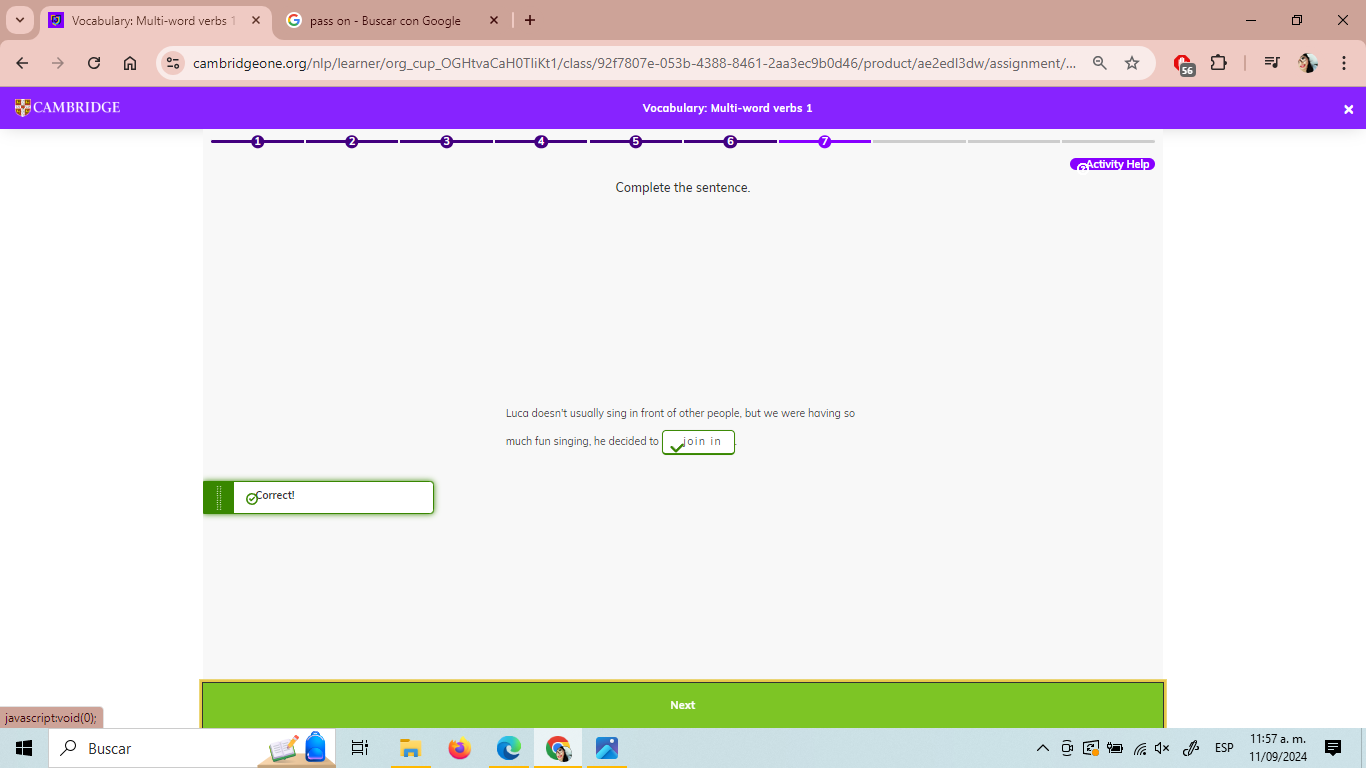 Vocabulary: Multi-word verbs 1
pass on - Buscar con Google
cambridgeone.org/nlp/learner/org_cup_OGHtvaCaH0TIiKt1/class/92f7807e-053b-4388-8461-2aa3ec9b0d46/product/ae2edl3dw/assignment/...
56
CAMBRIDGE
Vocabulary: Multi-word verbs 1
1 2 3 4 5 6 7
Activity Help
Complete the sentence.
Luca doesn't usually sing in front of other people, but we were having so
much fun singing, he decided to join in.
Correct!
Next
javascript:void(0);
Buscar
ESP
11:57 a. m.
11/09/2024